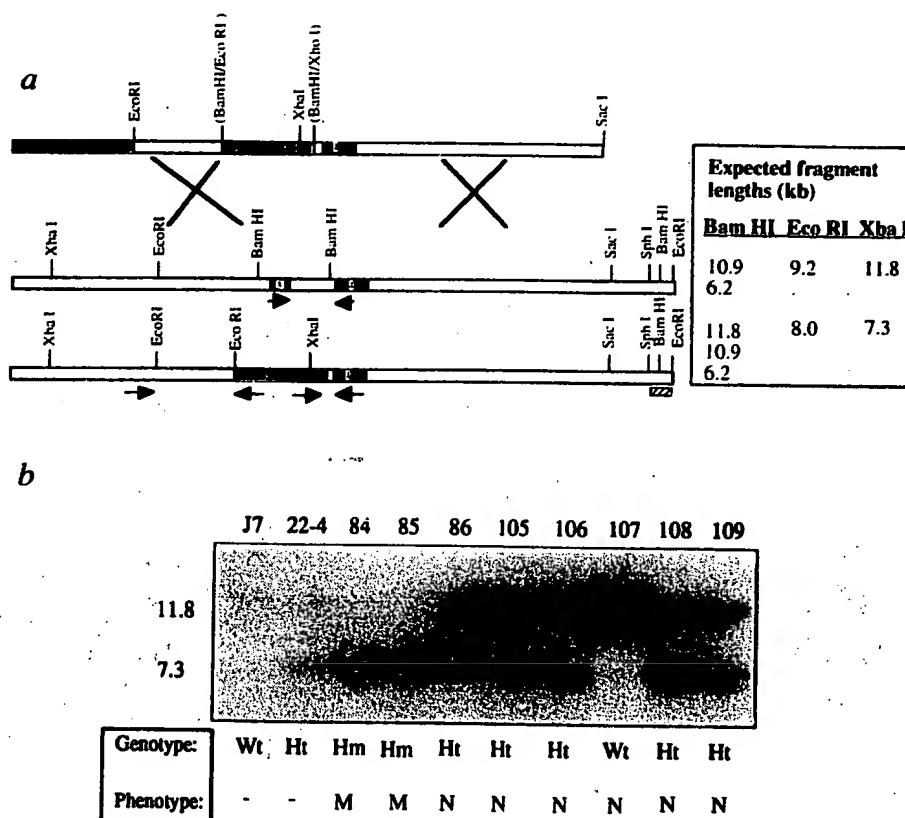 a
EcoRI
(BamHI/Eco RI)
XbaI
(BamHI/Xho I)
Sac I
Xba I
EcoRI
Bam HI
Bam HI
Sac I
Sph I
Bam HI
EcoRI
Xba I
EcoRI
Eco RI
XbaI
Sac I
Sph I
Bam HI
EcoRI
Expected fragment
lengths (kb)
Bam HI Eco RI Xba I
10.9 9.2 11.8
6.2
11.8 8.0 7.3
10.9
6.2
b
J7 22-4 84 85 86 105 106 107 108 109
11.8
7.3
Genotype: Wt Ht Hm Hm Ht Ht Ht Wt Ht Ht
Phenotype: - - M M N N N N N N